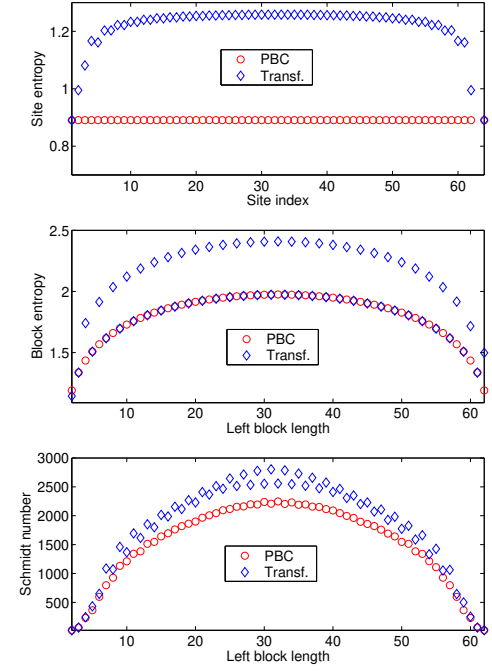 1.2
1
0.8
Site entropy
PBC
Transf.
10 20 30 40 50 60
Site index
2.5
2
1.5
Block entropy
PBC
Transf.
10 20 30 40 50 60
Left block length
3000
2500
2000
1500
1000
500
Schmidt number
PBC
Transf.
10 20 30 40 50 60
Left block length